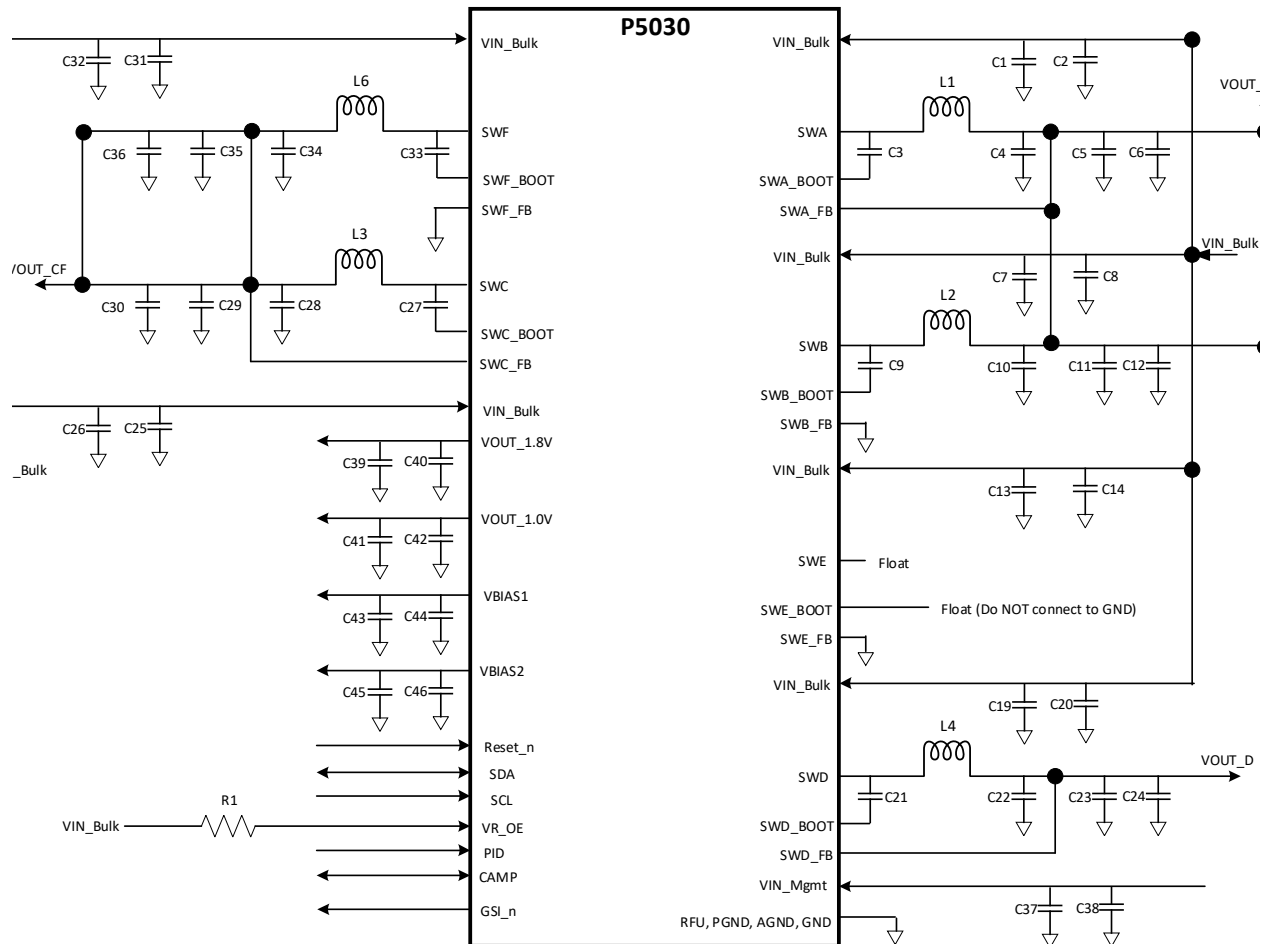 P5030
VIN_Bulk
C32
C31
L6
SWF
C36
C35
C34
C33
SWF_BOOT
SWF_FB
L3
VOUT_CF
SWC
C30
C29
C28
C27
SWC_BOOT
SWC_FB
VIN_Bulk
C26
C25
_Bulk
VOUT_1.8V
C39
C40
VOUT_1.0V
C41
C42
VBIAS1
C43
C44
VBIAS2
C45
C46
Reset_n
SDA
SCL
R1
VIN_Bulk
VR_OE
PID
CAMP
GSI_n
VIN_Bulk
C1
C2
L1
VOUT_
SWA
C3
C4
C5
C6
SWA_BOOT
SWA_FB
VIN_Bulk
VIN_Bulk
C7
C8
L2
SWB
C9
C10
C11
C12
SWB_BOOT
SWB_FB
VIN_Bulk
C13
C14
SWE
Float
SWE_BOOT
Float (Do NOT connect to GND)
SWE_FB
VIN_Bulk
C19
C20
L4
SWD
VOUT_D
C21
C22
C23
C24
SWD_BOOT
SWD_FB
VIN_Mgmt
C37
C38
RFU, PGND, AGND, GND